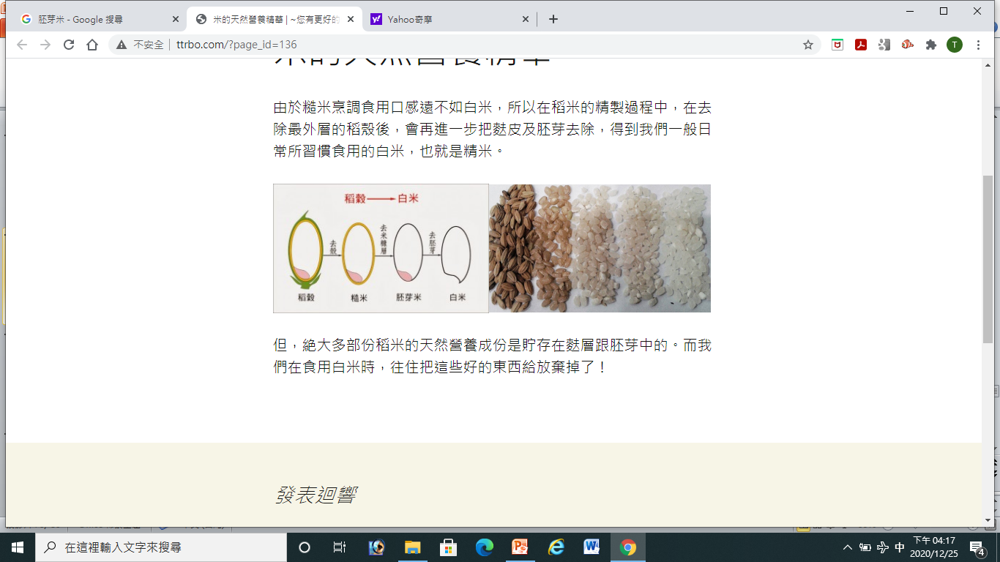 胚芽米 - Google 搜尋
米的天然營養精華 | ~您有更好的
Yahoo奇摩
不安全 | ttrbo.com/?page_id=136
T
米的天然營養精華
由於糙米烹調食用口感遠不如白米，所以在稻米的精製過程中，在去
除最外層的稻殼後，會再進一步把麩皮及胚芽去除，得到我們一般日
常所習慣食用的白米，也就是精米。
稻穀 白米
去殼
去米糠層
去胚芽
稻穀 糙米 胚芽米 白米
但，絕大多部份稻米的天然營養成份是貯存在麩層跟胚芽中的。而我
們在食用白米時，往住把這些好的東西給放棄掉了！
發表迴響
在這裡輸入文字來搜尋
中
下午 04:17
2020/12/25
4